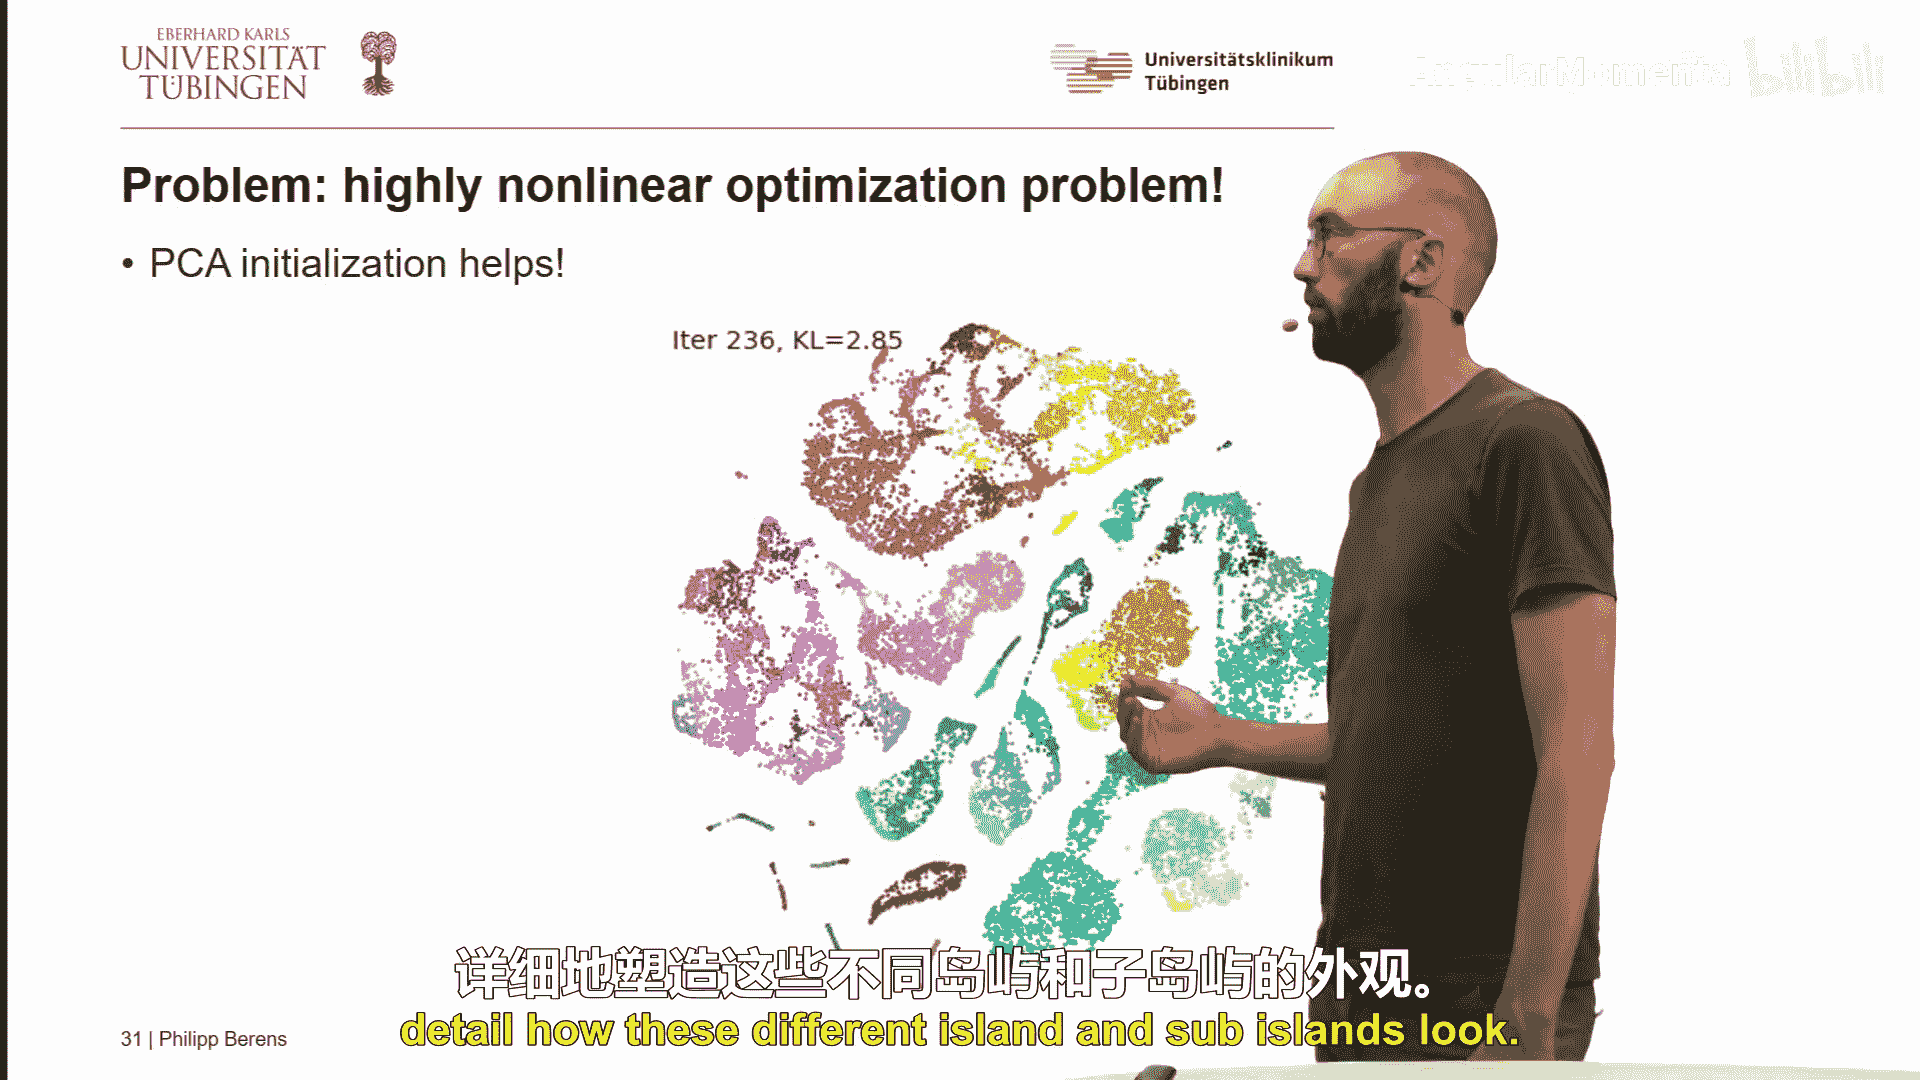 EBERHARD KARLS
UNIVERSITÄT
TÜBINGEN
Universitätsklinikum
Tübingen
AngularMomenta bilibili
Problem: highly nonlinear optimization problem!
• PCA initialization helps!
Iter 236, KL=2.85
详细地塑造这些不同岛屿和子岛屿的外观。
detail how these different island and sub islands look.
31 | Philipp Berens